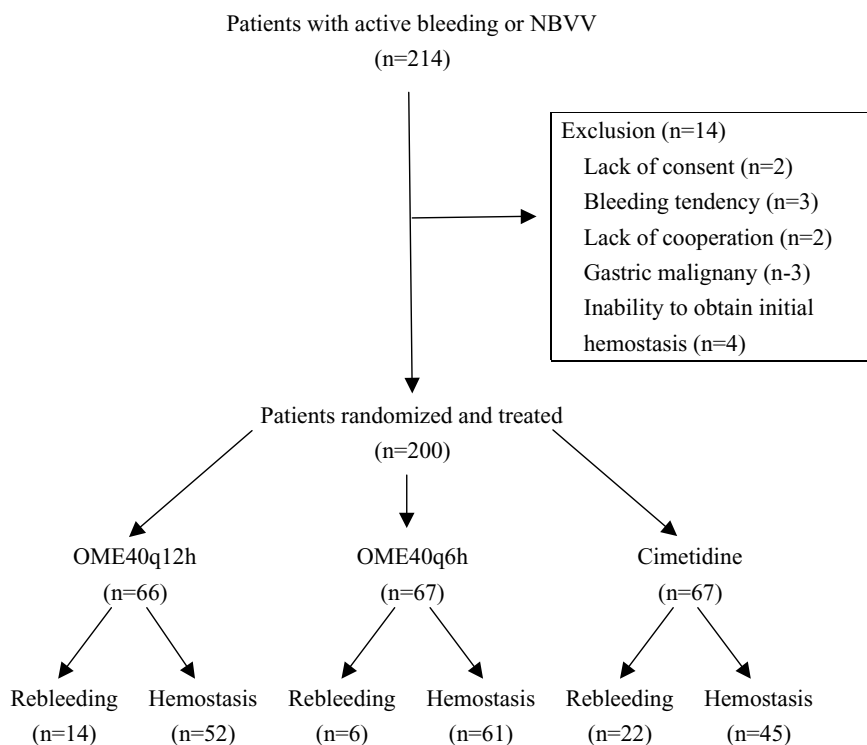 Patients with active bleeding or NBVV
(n=214)
Exclusion (n=14)
Lack of consent (n=2)
Bleeding tendency (n=3)
Lack of cooperation (n=2)
Gastric malignany (n-3)
Inability to obtain initial
hemostasis (n=4)
Patients randomized and treated
(n=200)
OME40q12h
(n=66)
OME40q6h
(n=67)
Cimetidine
(n=67)
Rebleeding
(n=14)
Hemostasis
(n=52)
Rebleeding
(n=6)
Hemostasis
(n=61)
Rebleeding
(n=22)
Hemostasis
(n=45)